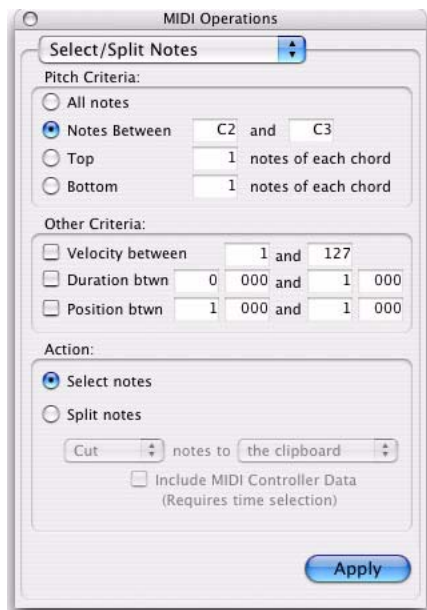 MIDI Operations
Select/Split Notes
Pitch Criteria:
All notes
Notes Between C2 and C3
Top 1 notes of each chord
Bottom 1 notes of each chord
Other Criteria:
Velocity between 1 and 127
Duration btwn 0 000 and 1 000
Position btwn 1 000 and 1 000
Action:
Select notes
Split notes
Cut notes to the clipboard
Include MIDI Controller Data
(Requires time selection)
Apply